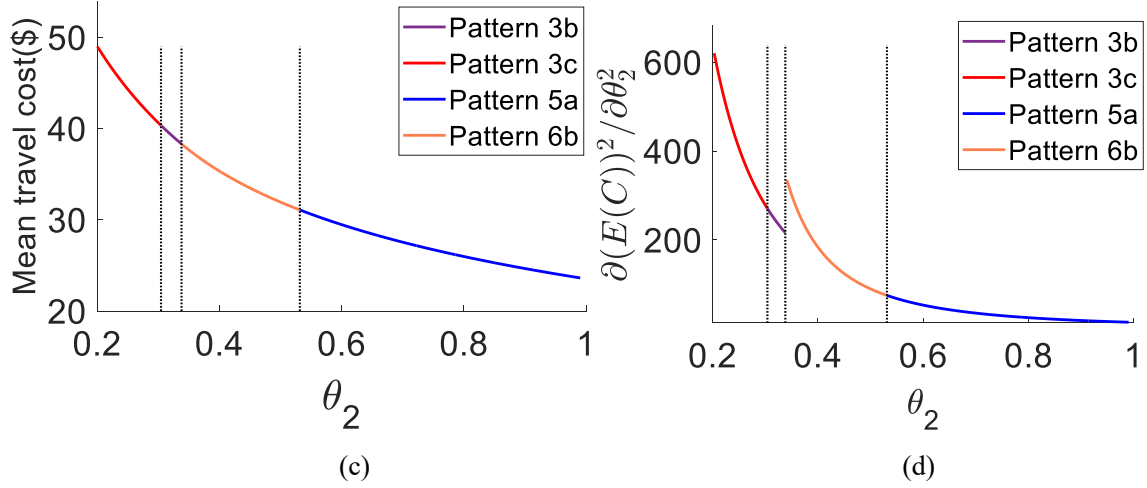 Mean travel cost($)
50
40
30
20
0.2 0.4 0.6 0.8 1
θ₂
Pattern 3b
Pattern 3c
Pattern 5a
Pattern 6b
(c)
∂(E(C))²/∂θ₂²
600
400
200
0.2 0.4 0.6 0.8 1
θ₂
Pattern 3b
Pattern 3c
Pattern 5a
Pattern 6b
(d)